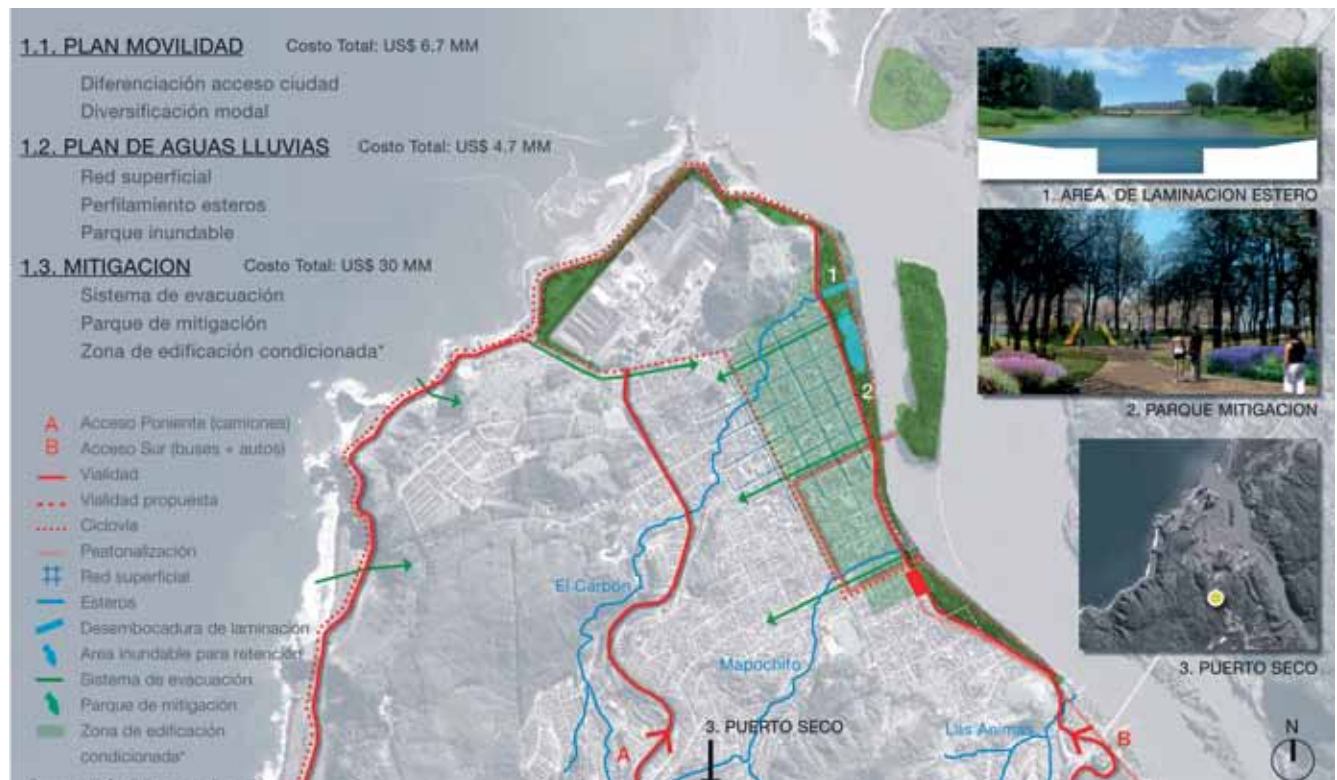 1.1. PLAN MOVILIDAD Costo Total: US$ 6.7 MM
Diferenciación acceso ciudad
Diversificación modal
1.2. PLAN DE AGUAS LLUVIAS Costo Total: US$ 4.7 MM
Red superficial
Perfilamiento esteros
Parque inundable
1.3. MITIGACION Costo Total: US$ 30 MM
Sistema de evacuación
Parque de mitigación
Zona de edificación condicionada*
A Acceso Poniente (camiones)
B Acceso Sur (buses + autos)
Vialidad
Vialidad propuesta
Ciclovía
Peatonalización
Red superficial
Esteros
Desembocadura de laminación
Area inundable para retención
Sistema de evacuación
Parque de mitigación
Zona de edificación
condicionada*
1
2
El Carbón
Mapochito
Las Animas
3. PUERTO SECO
A
B
1. AREA DE LAMINACION ESTERO
2. PARQUE MITIGACION
3. PUERTO SECO
N